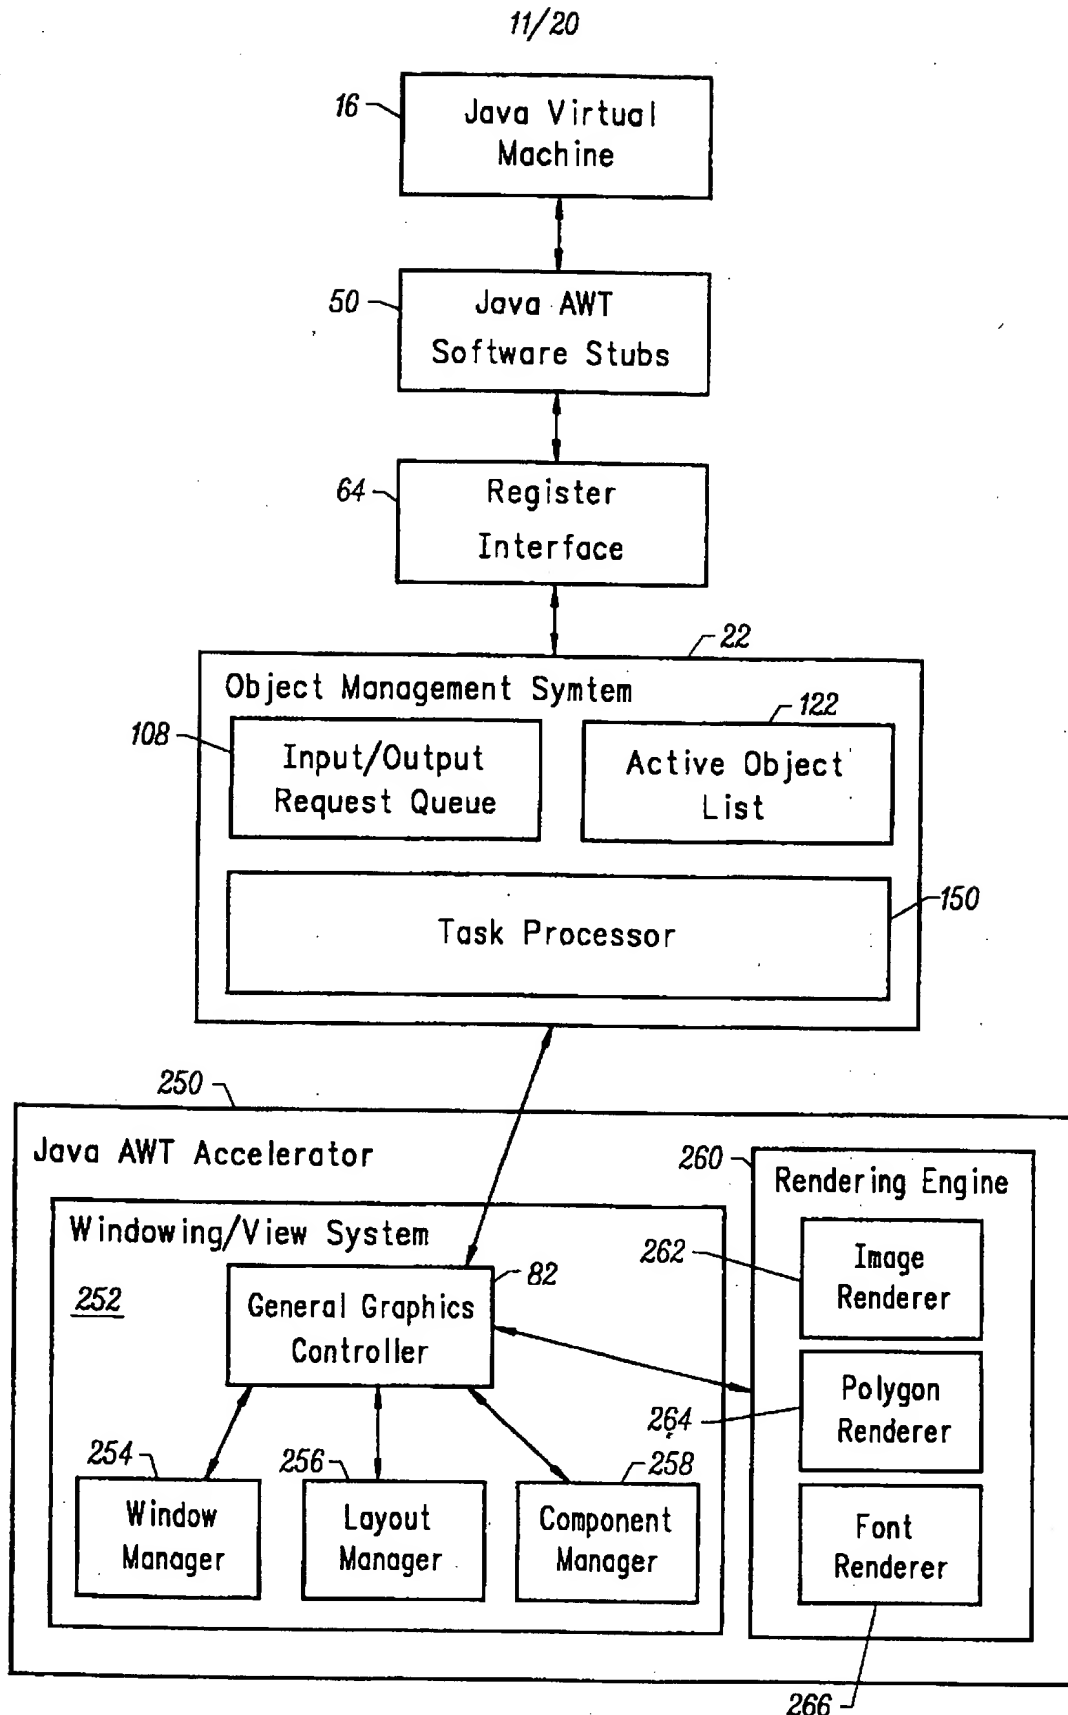 11/20
16
Java Virtual
Machine
50
Java AWT
Software Stubs
64
Register
Interface
22
Object Management Symtem
108
Input/Output
Request Queue
122
Active Object
List
150
Task Processor
250
Java AWT Accelerator
260
Rendering Engine
Windowing/View System
252
82
General Graphics
Controller
262
Image
Renderer
264
Polygon
Renderer
254
Window
Manager
256
Layout
Manager
258
Component
Manager
Font
Renderer
266